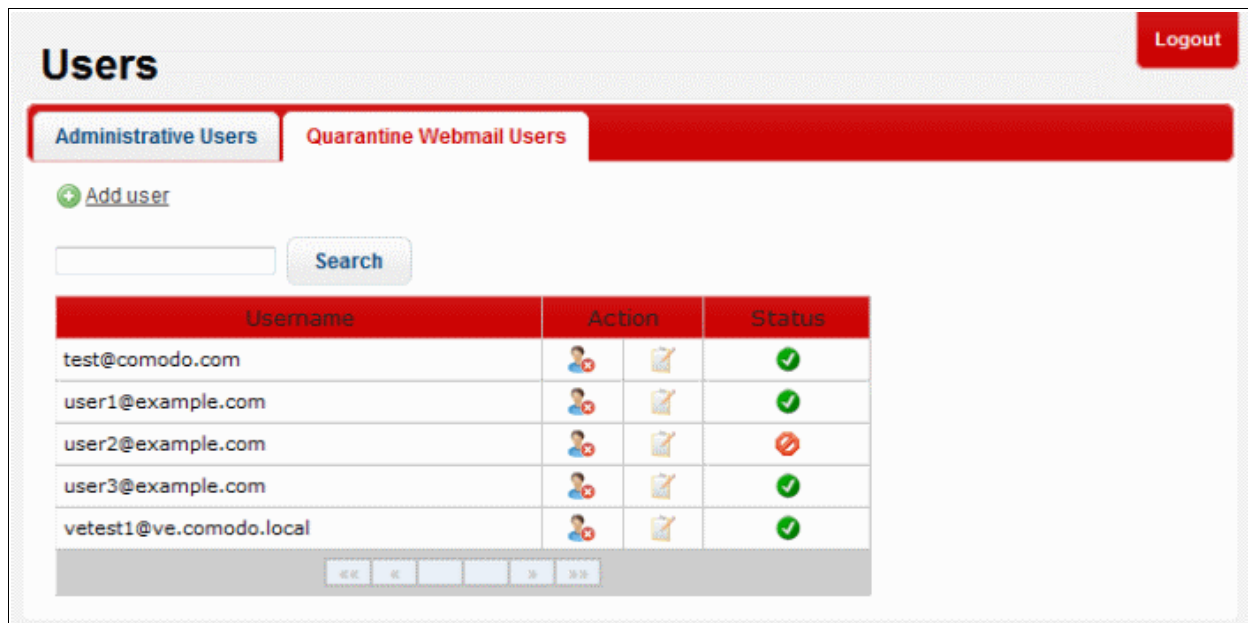 Logout
Users
Administrative Users Quarantine Webmail Users
Add user
Search
Username Action Status
test@comodo.com
user1@example.com
user2@example.com
user3@example.com
vetest1@ve.comodo.local
«« « » »»